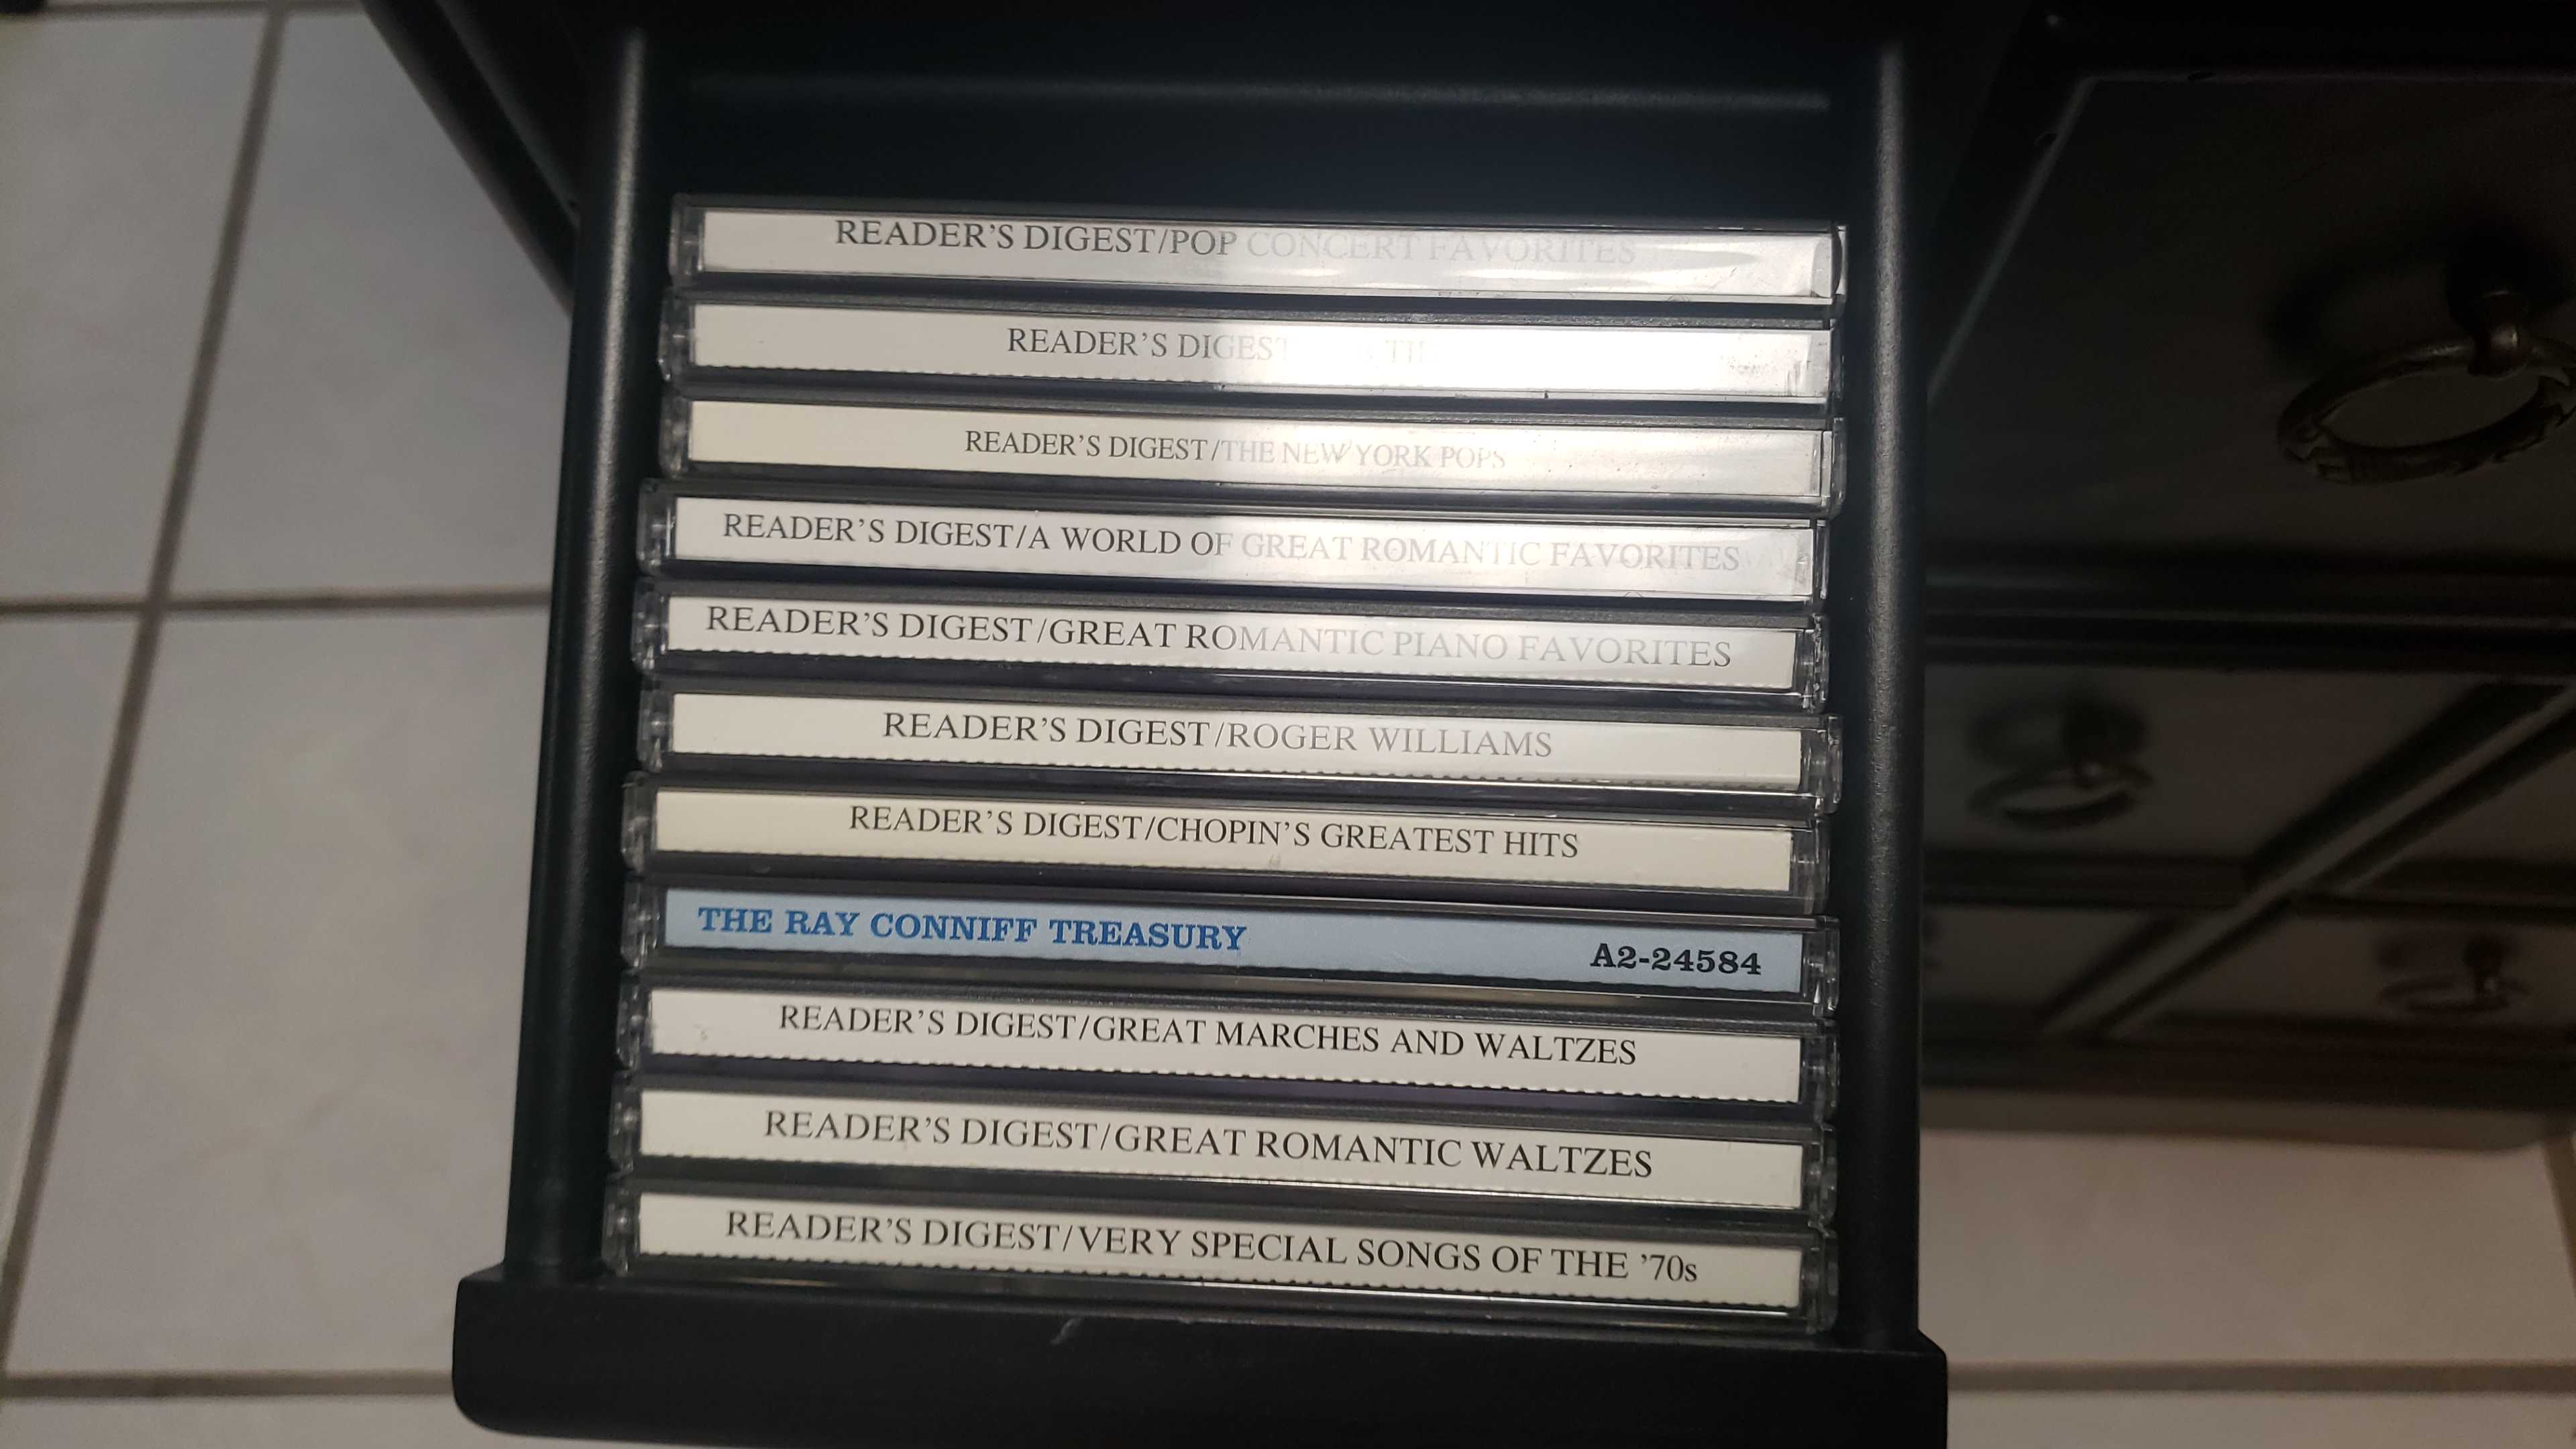 READER'S DIGEST/POP CONCERT FAVORITES
READER'S DIGEST
READER'S DIGEST/THE NEW YORK POPS
READER'S DIGEST/A WORLD OF GREAT ROMANTIC FAVORITES
READER'S DIGEST/GREAT ROMANTIC PIANO FAVORITES
READER'S DIGEST/ROGER WILLIAMS
READER'S DIGEST/CHOPIN'S GREATEST HITS
THE RAY CONNIFF TREASURY A2-24584
READER'S DIGEST/GREAT MARCHES AND WALTZES
READER'S DIGEST/GREAT ROMANTIC WALTZES
READER'S DIGEST/VERY SPECIAL SONGS OF THE '70s